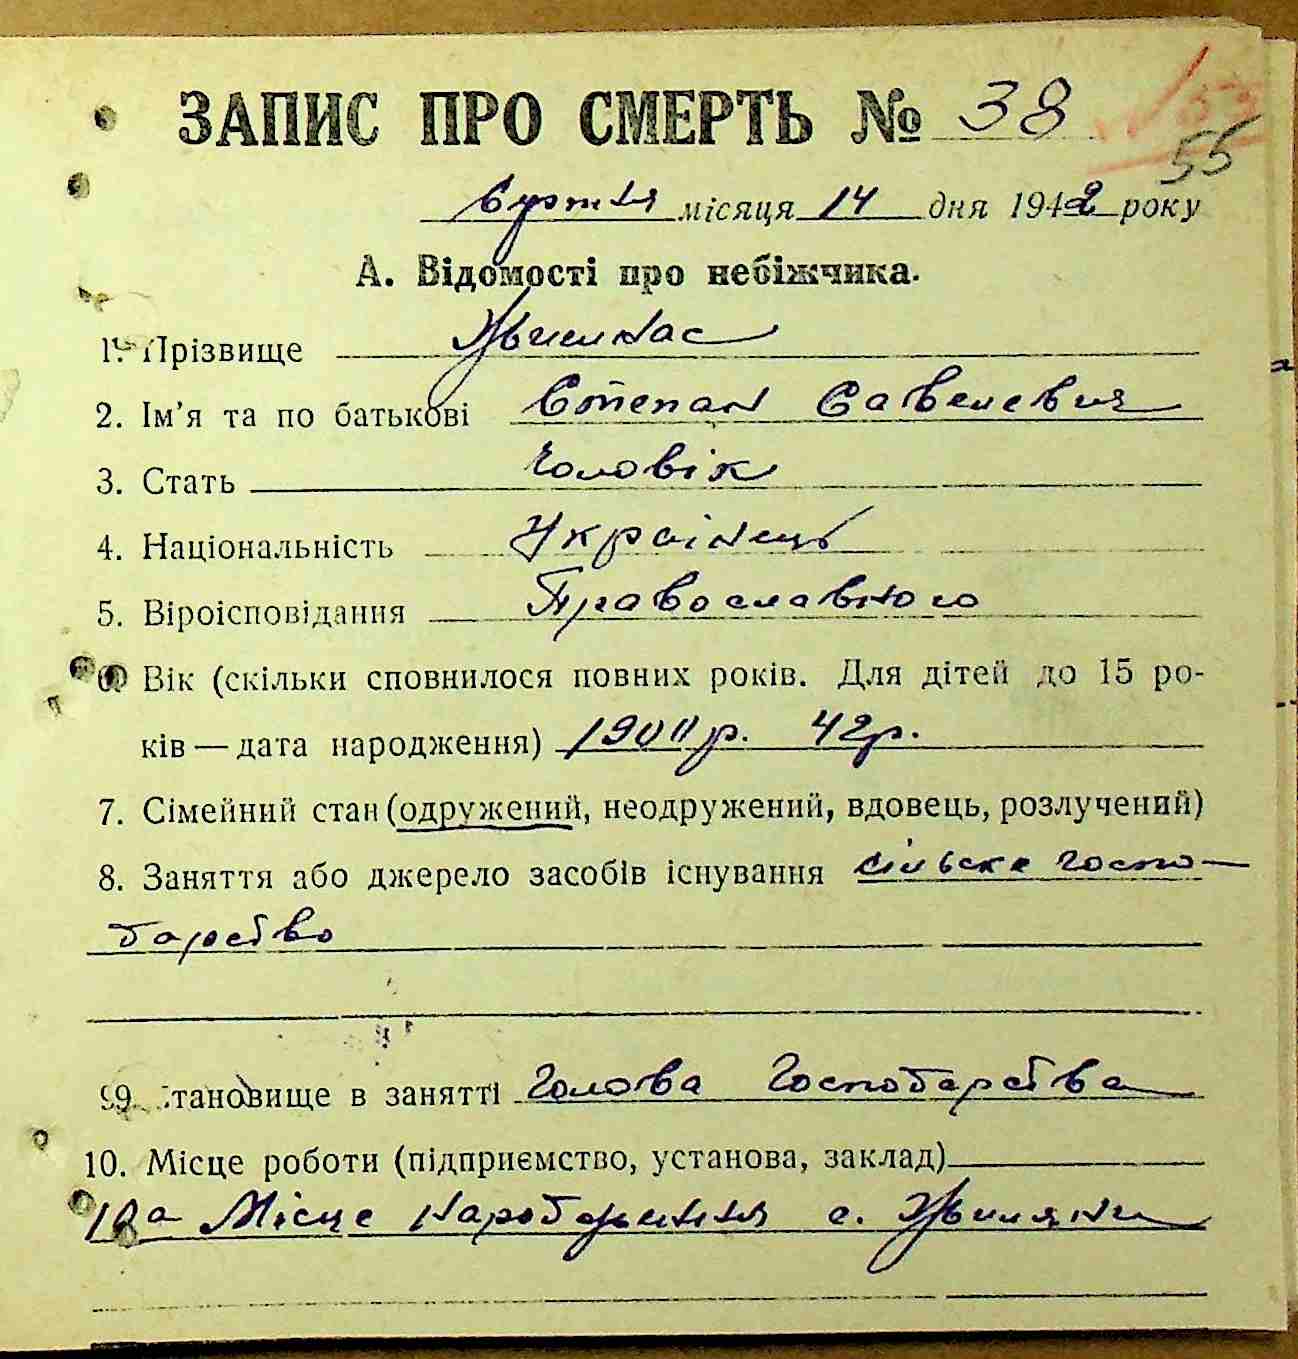 ЗАПИС ПРО СМЕРТЬ № 38
55
місяця 14 дня 1942 року
А. Відомості про небіжчика.
1. Прізвище
2. Ім'я та по батькові Степан Савелевич
3. Стать Чоловік
4. Національність Українець
5. Віроісповідання Православного
6. Вік (скільки сповнилося повних років. Для дітей до 15 ро-
ків — дата народження) 42р.
7. Сімейний стан (одружений, неодружений, вдовець, розлучений)
8. Заняття або джерело засобів існування сільске госпо-
дарство
9. Становище в занятті Голова Господарства
10. Місце роботи (підприємство, установа, заклад)
10а Місце народження с.